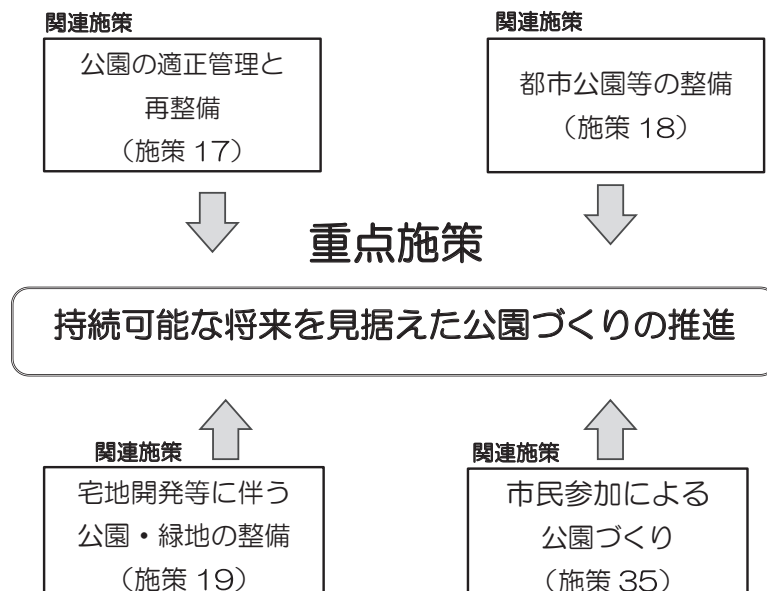 関連施策
公園の適正管理と
再整備
（施策 17）
関連施策
都市公園等の整備
（施策 18）
重点施策
持続可能な将来を見据えた公園づくりの推進
関連施策
宅地開発等に伴う
公園・緑地の整備
（施策 19）
関連施策
市民参加による
公園づくり
（施策 35）